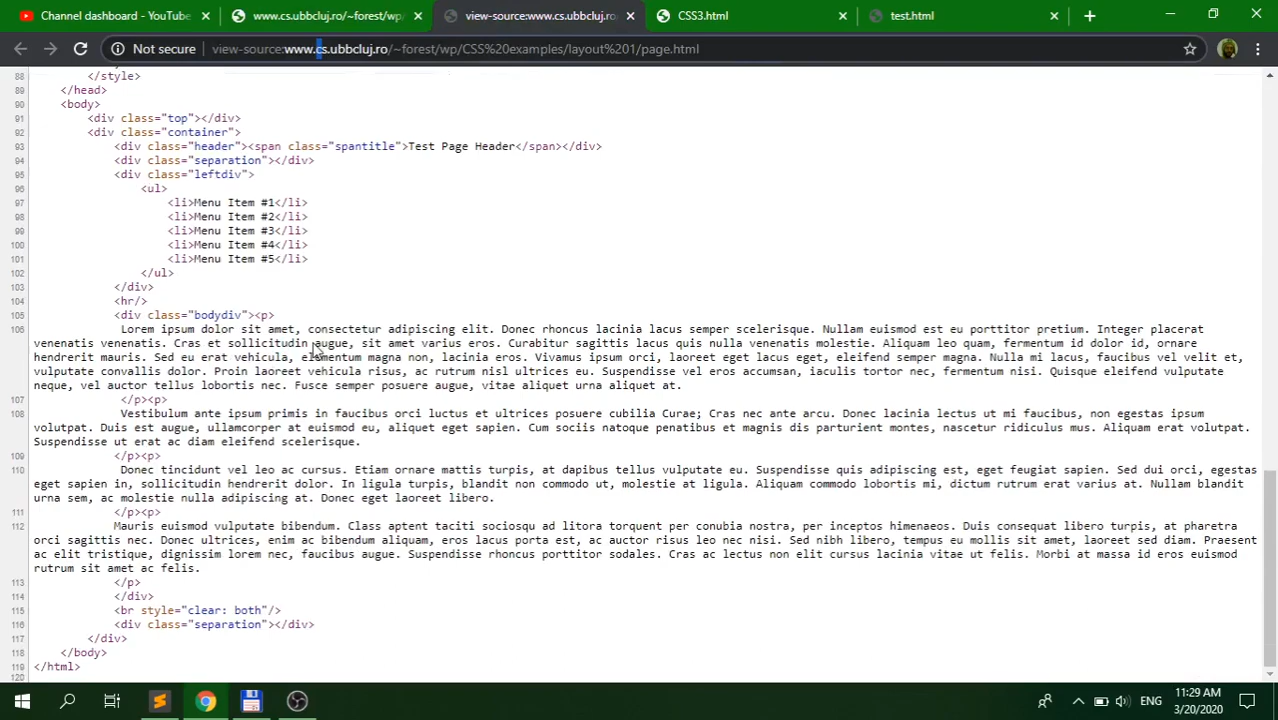 Channel dashboard - YouTube
www.cs.ubbcluj.ro/~forest/wp/
view-source:www.cs.ubbcluj.ro
CSS3.html
test.html
Not secure | view-source:www.cs.ubbcluj.ro/~forest/wp/CSS%20examples/layout%201/page.html
88 </style>
89 </head>
90 <body>
91 <div class="top"></div>
92 <div class="container">
93 <div class="header"><span class="spantitle">Test Page Header</span></div>
94 <div class="separation"></div>
95 <div class="leftdiv">
96 <ul>
97 <li>Menu Item #1</li>
98 <li>Menu Item #2</li>
99 <li>Menu Item #3</li>
100 <li>Menu Item #4</li>
101 <li>Menu Item #5</li>
102 </ul>
103 </div>
104 <hr/>
105 <div class="bodydiv"><p>
106 Lorem ipsum dolor sit amet, consectetur adipiscing elit. Donec rhoncus lacinia lacus semper scelerisque. Nullam euismod est eu porttitor pretium. Integer placerat
venenatis venenatis. Cras et sollicitudin augue, sit amet varius eros. Curabitur sagittis lacus quis nulla venenatis molestie. Aliquam leo quam, fermentum id dolor id, ornare
hendrerit mauris. Sed eu erat vehicula, elementum magna non, lacinia eros. Vivamus ipsum orci, laoreet eget lacus eget, eleifend semper magna. Nulla mi lacus, faucibus vel velit et,
vulputate convallis dolor. Proin laoreet vehicula risus, ac rutrum nisl ultrices eu. Suspendisse vel eros accumsan, iaculis tortor nec, fermentum nisi. Quisque eleifend vulputate
neque, vel auctor tellus lobortis nec. Fusce semper posuere augue, vitae aliquet urna aliquet at.
107 </p><p>
108 Vestibulum ante ipsum primis in faucibus orci luctus et ultrices posuere cubilia Curae; Cras nec ante arcu. Donec lacinia lectus ut mi faucibus, non egestas ipsum
volutpat. Duis est augue, ullamcorper at euismod eu, aliquet eget sapien. Cum sociis natoque penatibus et magnis dis parturient montes, nascetur ridiculus mus. Aliquam erat volutpat.
Suspendisse ut erat ac diam eleifend scelerisque.
109 </p><p>
110 Donec tincidunt vel leo ac cursus. Etiam ornare mattis turpis, at dapibus tellus vulputate eu. Suspendisse quis adipiscing est, eget feugiat sapien. Sed dui orci, egestas
eget sapien in, sollicitudin hendrerit dolor. In ligula turpis, blandit non commodo ut, molestie at ligula. Aliquam commodo lobortis mi, dictum rutrum erat varius at. Nullam blandit
urna sem, ac molestie nulla adipiscing at. Donec eget laoreet libero.
111 </p><p>
112 Mauris euismod vulputate bibendum. Class aptent taciti sociosqu ad litora torquent per conubia nostra, per inceptos himenaeos. Duis consequat libero turpis, at pharetra
orci sagittis nec. Donec ultrices, enim ac bibendum aliquam, eros lacus porta est, ac auctor risus leo nec nisi. Sed nibh libero, tempus eu mollis sit amet, laoreet sed diam. Praesent
ac elit tristique, dignissim lorem nec, faucibus augue. Suspendisse rhoncus porttitor sodales. Cras ac lectus non elit cursus lacinia vitae ut felis. Morbi at massa id eros euismod
rutrum sit amet ac felis.
113 </p>
114 </div>
115 <br style="clear: both"/>
116 <div class="separation"></div>
117 </div>
118 </body>
119 </html>
120
ENG
11:29 AM
3/20/2020